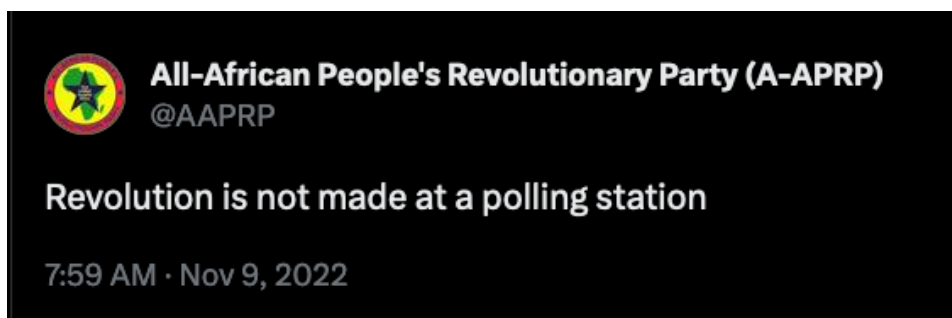 All-African People's Revolutionary Party (A-APRP)
@AAPRP
Revolution is not made at a polling station
7:59 AM · Nov 9, 2022